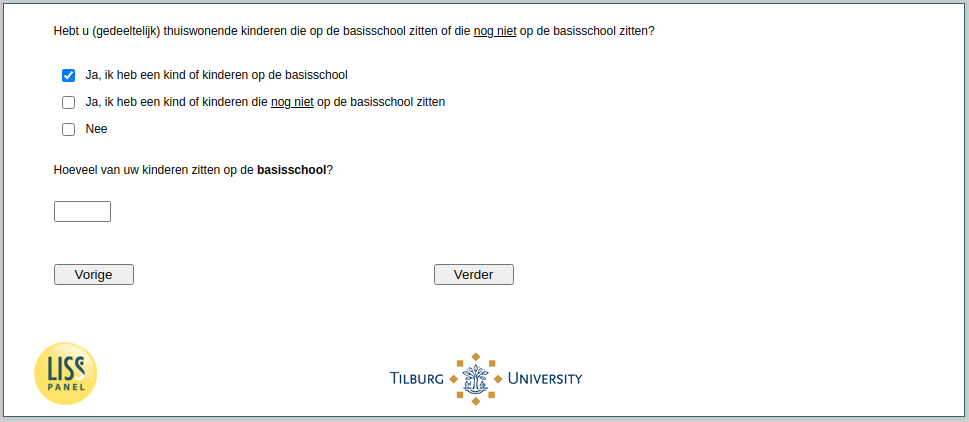 Hebt u (gedeeltelijk) thuiswonende kinderen die op de basisschool zitten of die nog niet op de basisschool zitten?
Ja, ik heb een kind of kinderen op de basisschool
Ja, ik heb een kind of kinderen die nog niet op de basisschool zitten
Nee
Hoeveel van uw kinderen zitten op de basisschool?
Vorige
Verder
LISS
PANEL
TILBURG UNIVERSITY